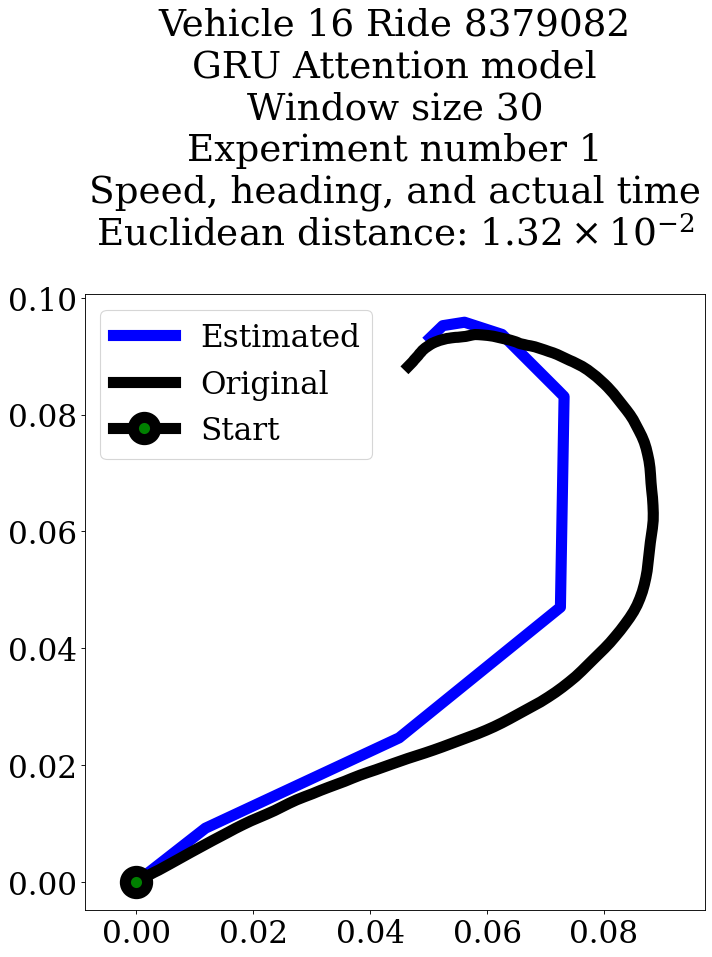 Vehicle 16 Ride 8379082
GRU Attention model
Window size 30
Experiment number 1
Speed, heading, and actual time
Euclidean distance: 1.32 × 10⁻²
0.10
Estimated
Original
Start
0.08
0.06
0.04
0.02
0.00
0.00 0.02 0.04 0.06 0.08